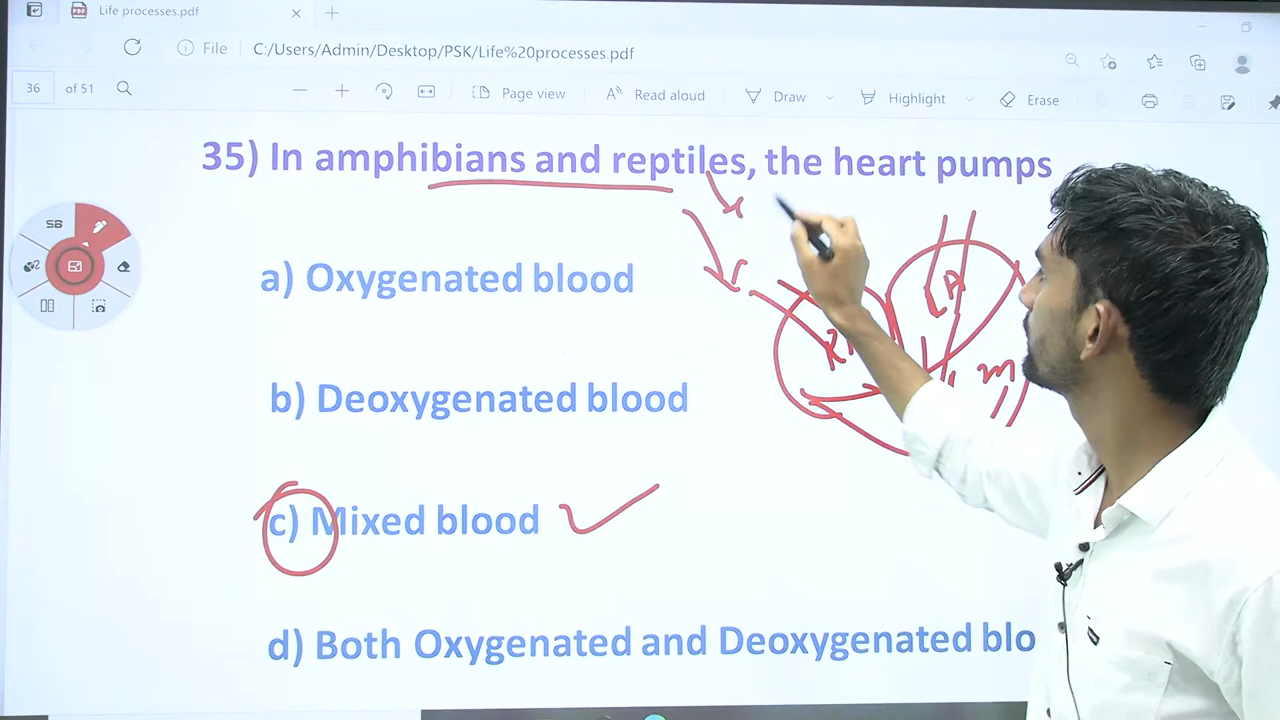 Life processes.pdf
File C:/Users/Admin/Desktop/PSK/Life%20processes.pdf
36 of 51 Page view Read aloud Draw Highlight Erase
35) In amphibians and reptiles, the heart pumps
SB
a) Oxygenated blood
b) Deoxygenated blood
m
c) Mixed blood
d) Both Oxygenated and Deoxygenated blo